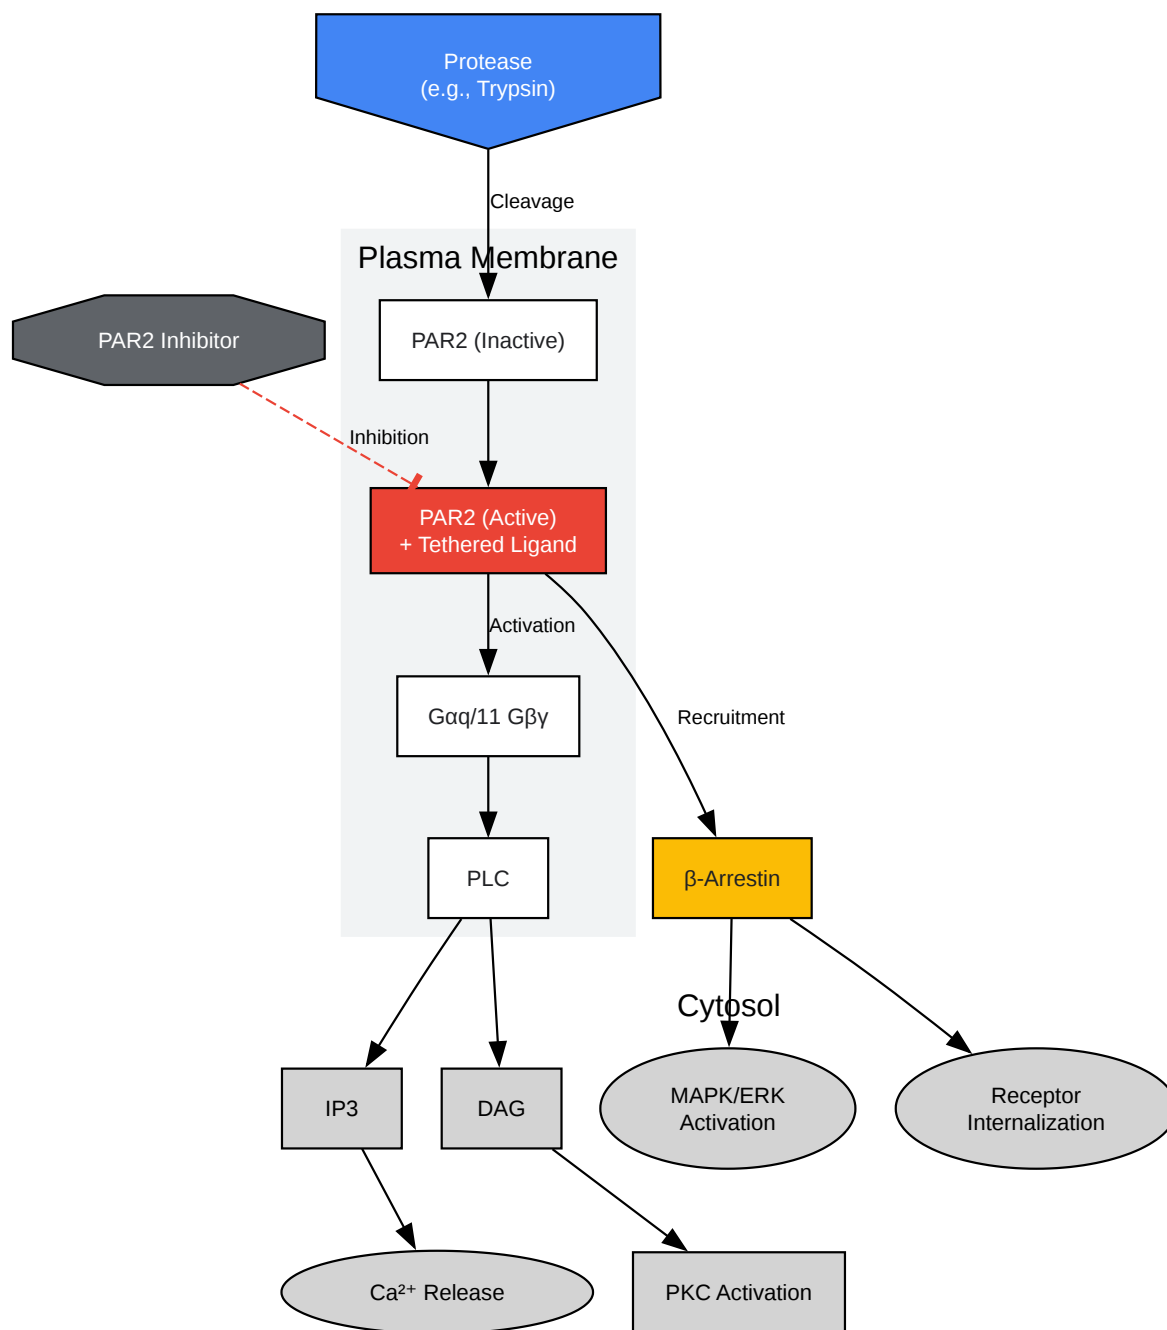 Protease
(e.g., Trypsin)
Cleavage
Plasma Membrane
PAR2 (Inactive)
PAR2 Inhibitor
Inhibition
PAR2 (Active)
+ Tethered Ligand
Activation
Gαq/11 Gβγ
Recruitment
PLC
β-Arrestin
Cytosol
IP3
DAG
MAPK/ERK
Activation
Receptor
Internalization
Ca²⁺ Release
PKC Activation